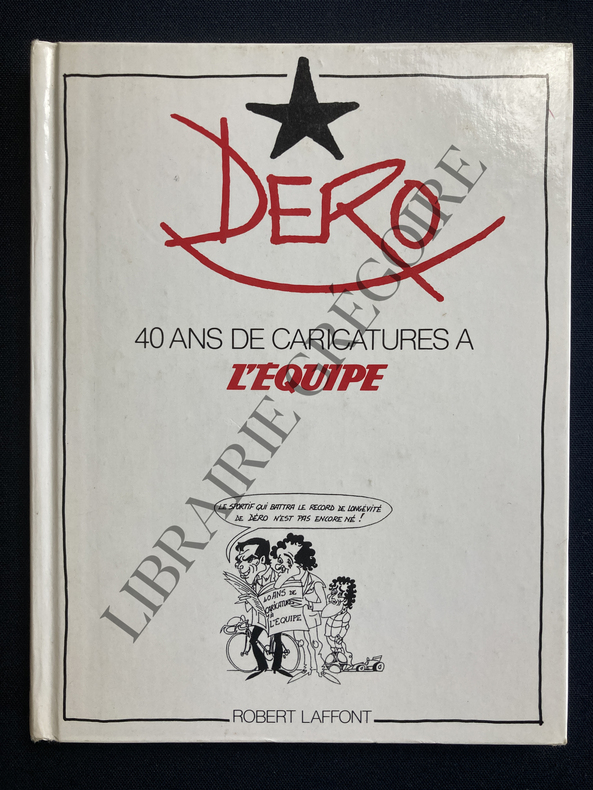 DERO
40 ANS DE CARICATURES A
L'ÉQUIPE
LE SPORTIF QUI BATTRA LE RECORD DE LONGÉVITÉ
DE DÉRO N'EST PAS ENCORE NÉ !
40 ANS DE
CARICATURES
A
L'EQUIPE
ROBERT LAFFONT
LIBRAIRIE GRÉGOIRE